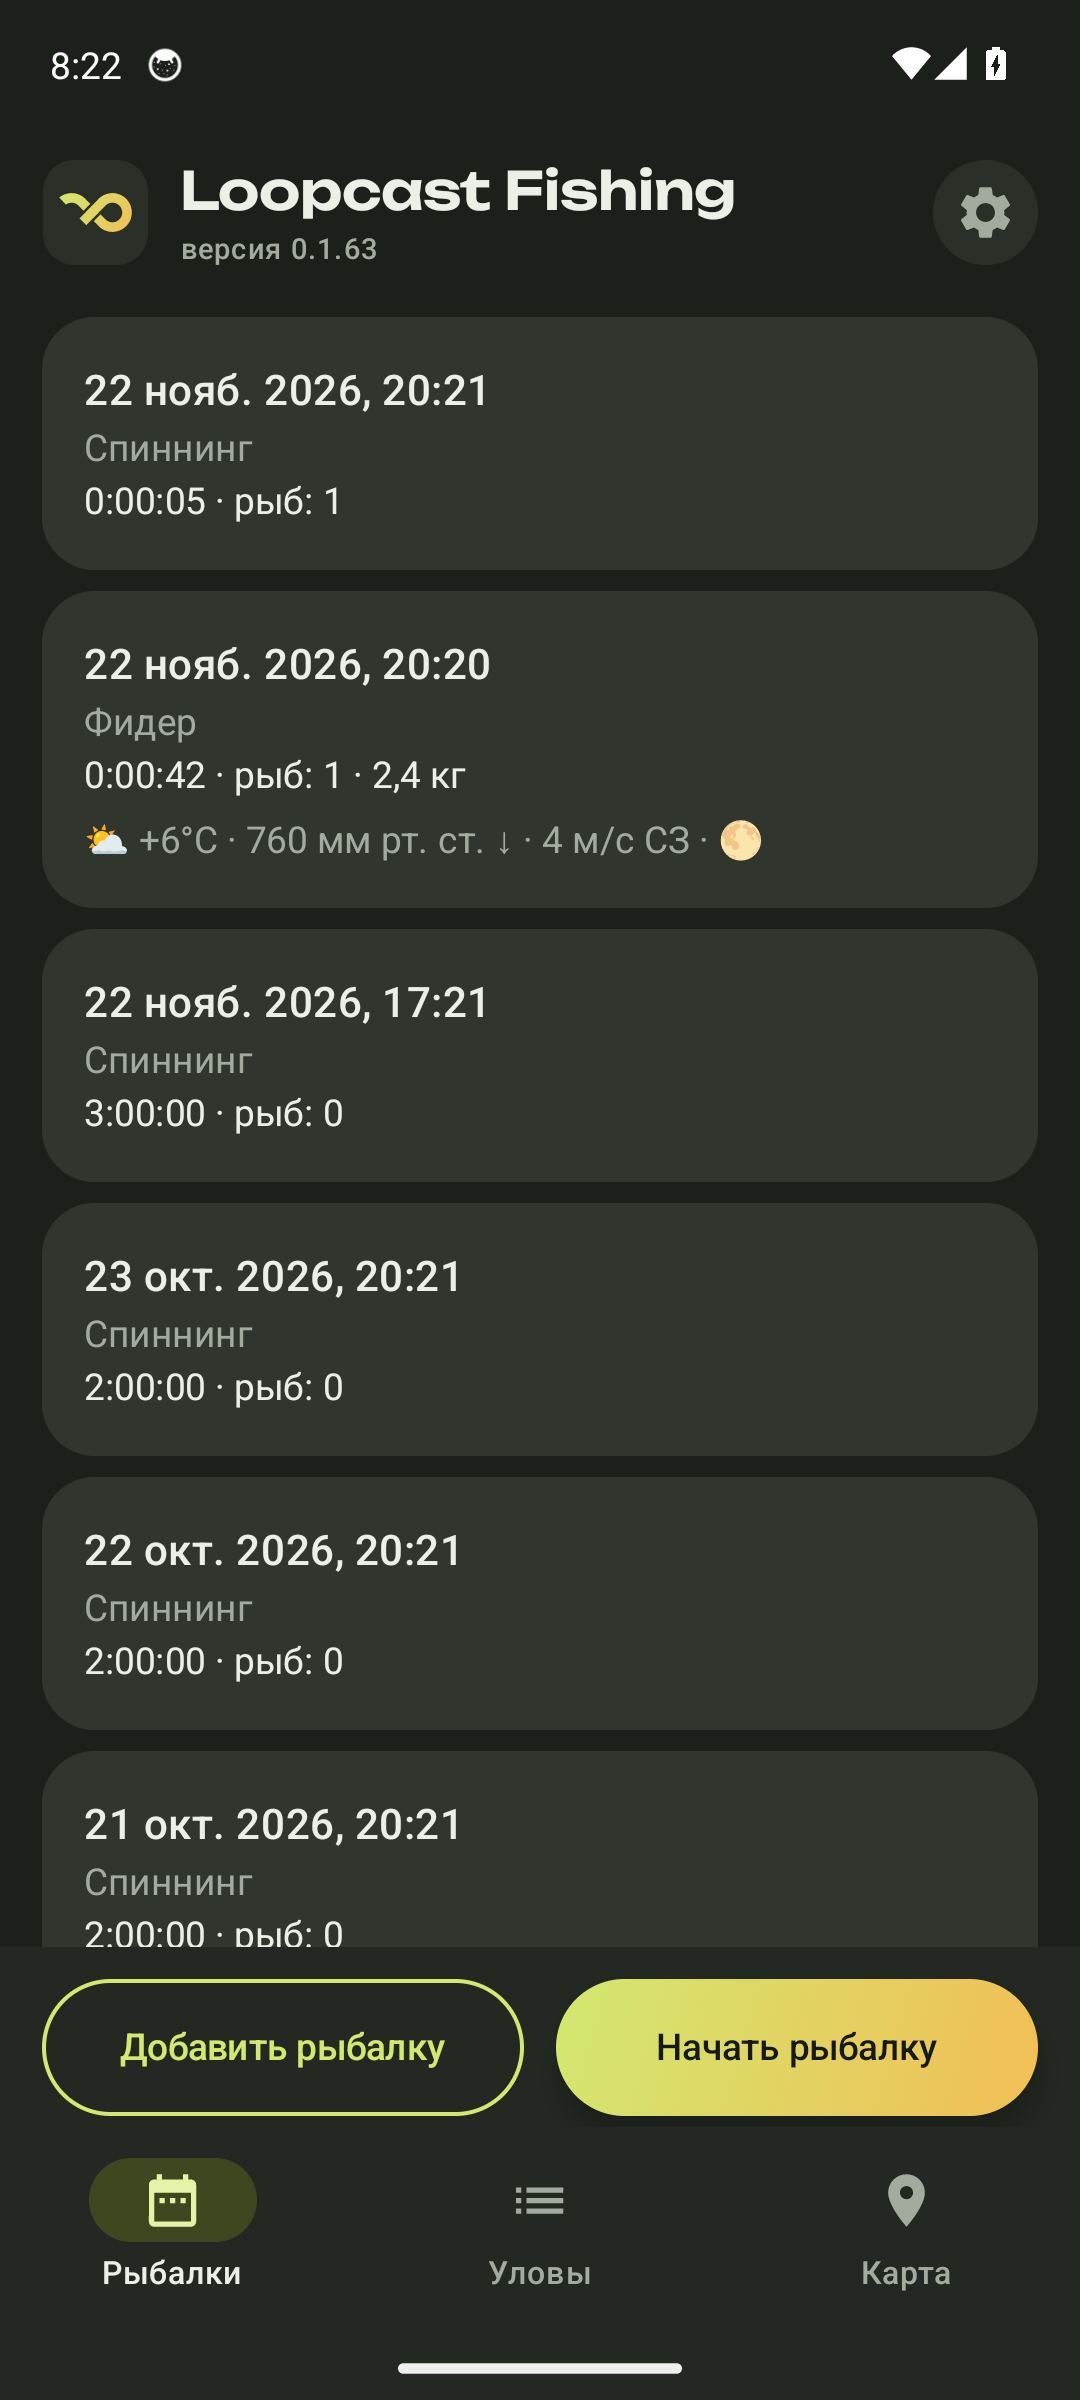 8:22
Loopcast Fishing
версия 0.1.63
22 нояб. 2026, 20:21
Спиннинг
0:00:05 · рыб: 1
22 нояб. 2026, 20:20
Фидер
0:00:42 · рыб: 1 · 2,4 кг
⛅ +6°C · 760 мм рт. ст. ↓ · 4 м/с СЗ · 🌕
22 нояб. 2026, 17:21
Спиннинг
3:00:00 · рыб: 0
23 окт. 2026, 20:21
Спиннинг
2:00:00 · рыб: 0
22 окт. 2026, 20:21
Спиннинг
2:00:00 · рыб: 0
21 окт. 2026, 20:21
Спиннинг
2:00:00 · рыб: 0
Добавить рыбалку
Начать рыбалку
Рыбалки
Уловы
Карта